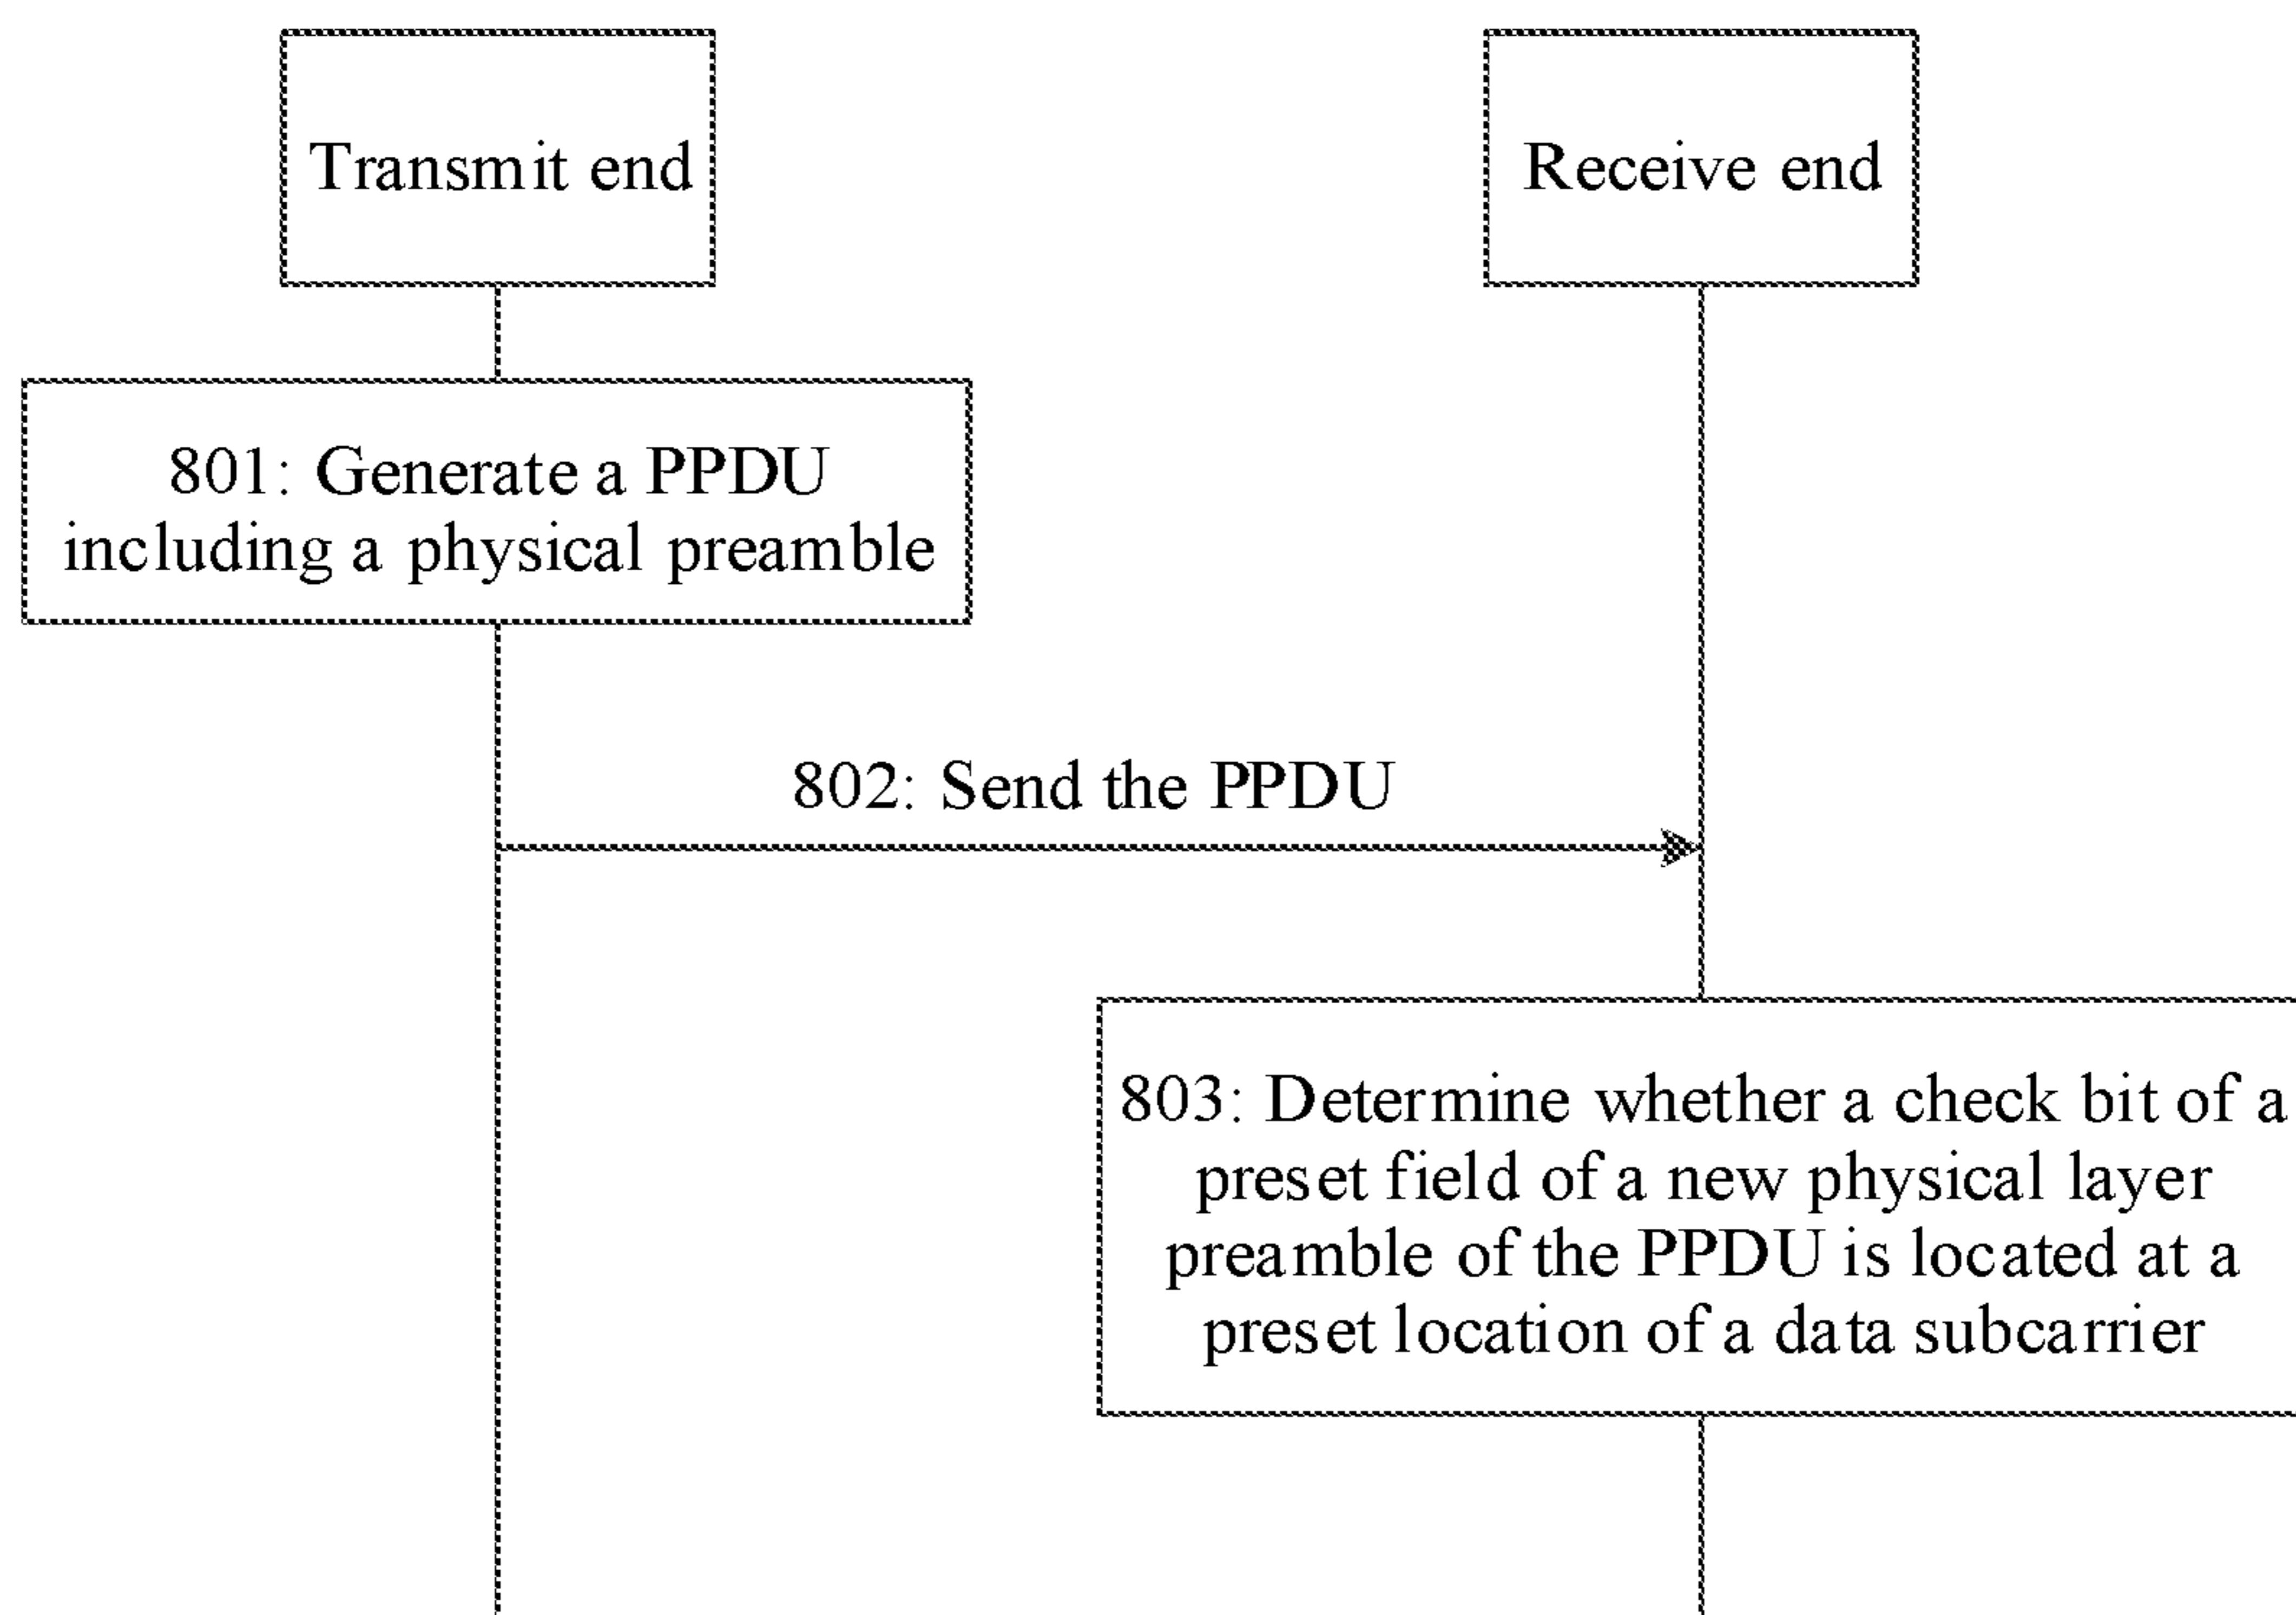 Transmit end
Receive end
801: Generate a PPDU
including a physical preamble
802: Send the PPDU
803: Determine whether a check bit of a
preset field of a new physical layer
preamble of the PPDU is located at a
preset location of a data subcarrier